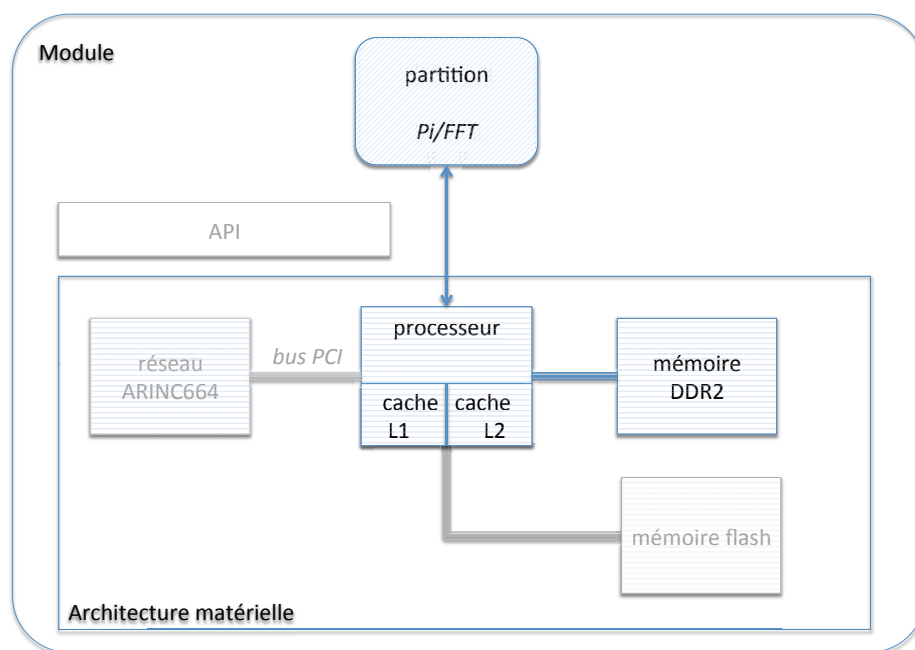 Module
partition
Pi/FFT
API
processeur
réseau
ARINC664
bus PCI
mémoire
DDR2
cache
L1
cache
L2
mémoire flash
Architecture matérielle